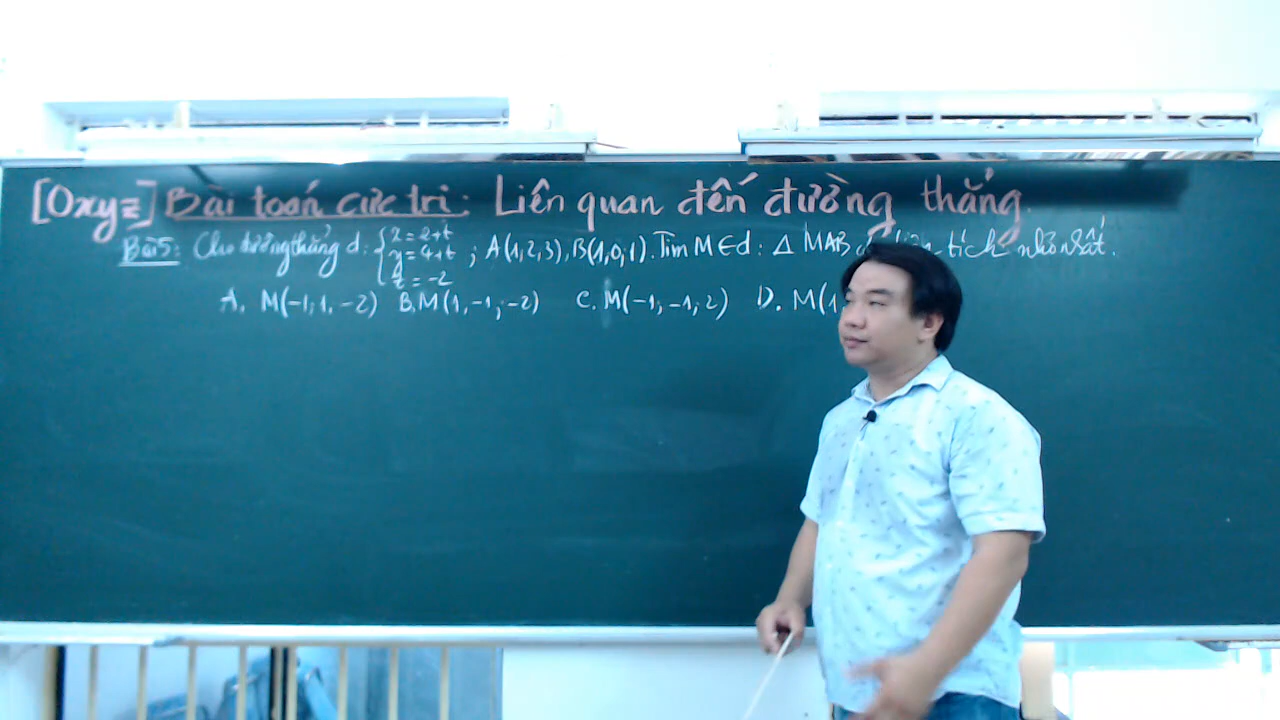 [Oxyz] Bài toán cực trị: Liên quan đến đường thẳng.
Bài 5: Cho đường thẳng d: { x = 2+t
y = 4+t ; A(1;2;3), B(1;0;1). Tìm M ∈ d : Δ MAB tích nhỏ nhất.
z = -2
A. M(-1; 1; -2) B. M(1; -1; -2) C. M(-1; -1; 2) D. M(1